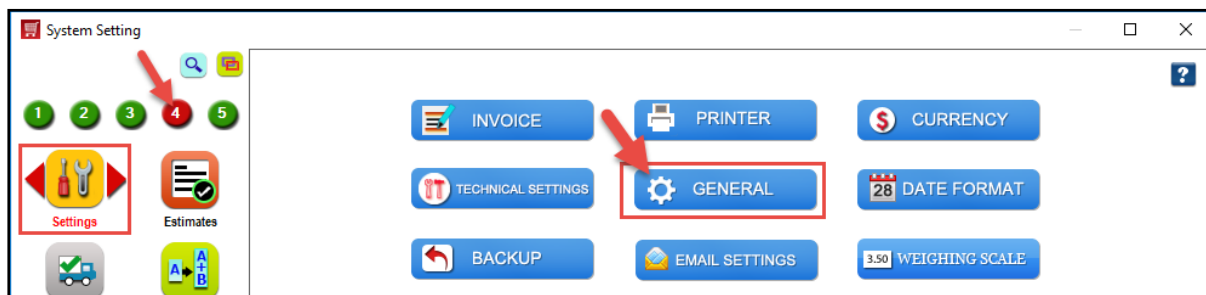 System Setting
1 2 3 4 5
Settings
Estimates
A A+B
?
INVOICE
PRINTER
$ CURRENCY
TECHNICAL SETTINGS
GENERAL
28 DATE FORMAT
BACKUP
EMAIL SETTINGS
3.50 WEIGHING SCALE